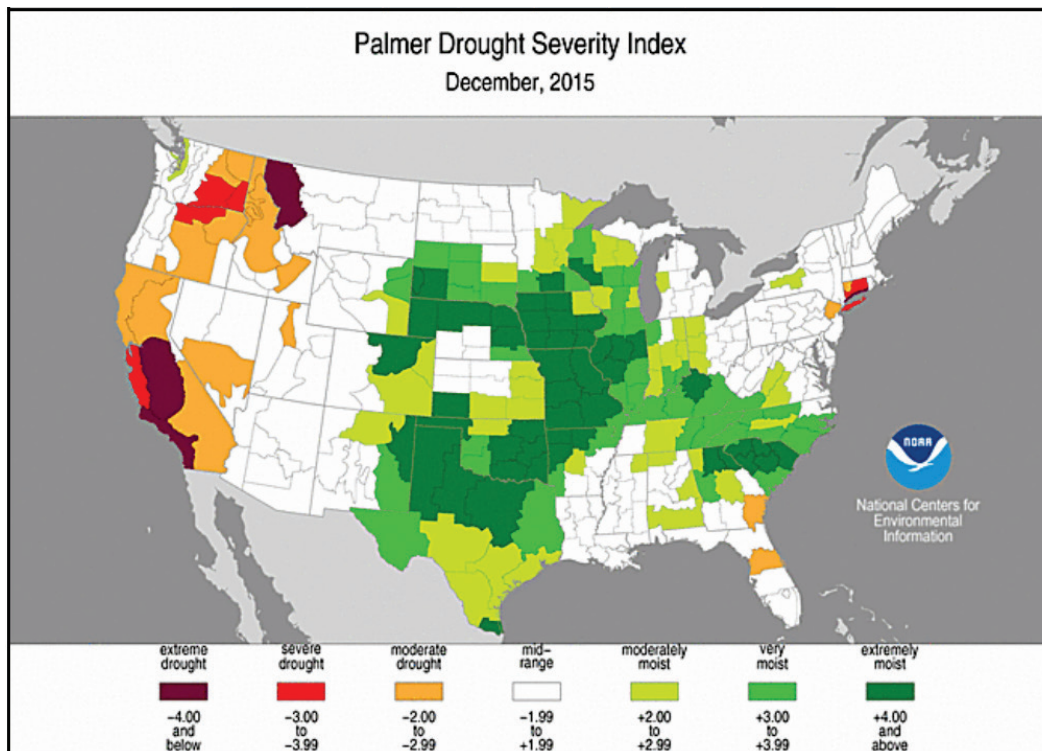 Palmer Drought Severity Index
December, 2015
NOAA
National Centers for
Environmental
Information
extreme
drought
severe
drought
moderate
drought
mid-
range
moderately
moist
very
moist
extremely
moist
-4.00
and
below
-3.00
to
-3.99
-2.00
to
-2.99
-1.99
to
+1.99
+2.00
to
+2.99
+3.00
to
+3.99
+4.00
and
above